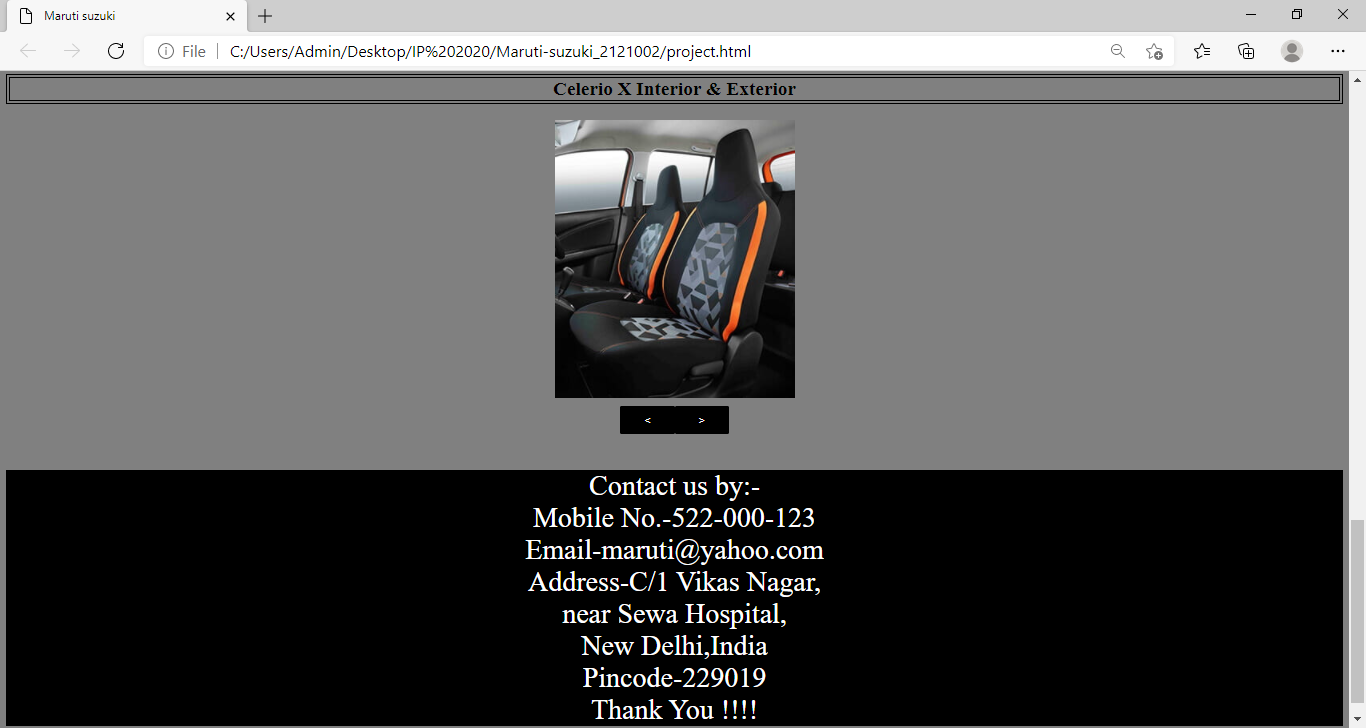 Maruti suzuki
File
C:/Users/Admin/Desktop/IP%202020/Maruti-suzuki_2121002/project.html
Celerio X Interior & Exterior
< >
Contact us by:-
Mobile No.-522-000-123
Email-maruti@yahoo.com
Address-C/1 Vikas Nagar,
near Sewa Hospital,
New Delhi,India
Pincode-229019
Thank You !!!!